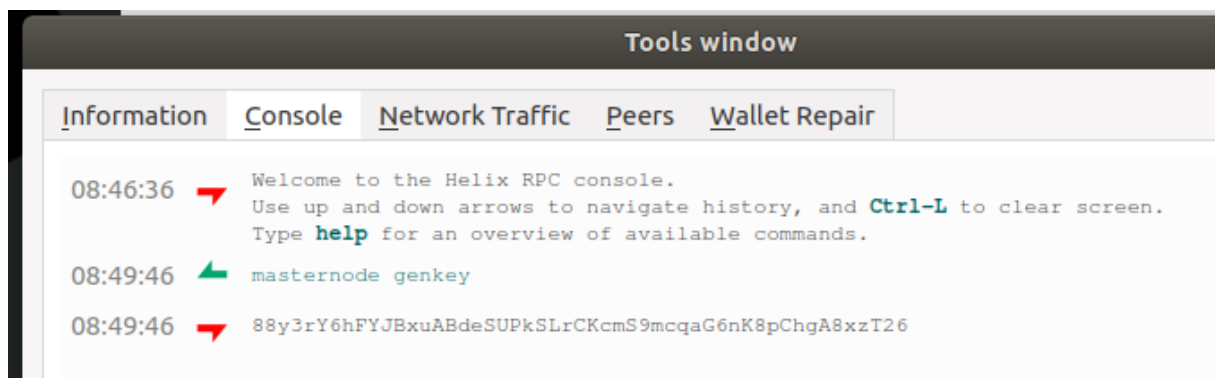 Tools window
Information Console Network Traffic Peers Wallet Repair
08:46:36 Welcome to the Helix RPC console.
Use up and down arrows to navigate history, and Ctrl-L to clear screen.
Type help for an overview of available commands.
08:49:46 masternode genkey
08:49:46 88y3rY6hFYJBxuABdeSUPkSLrCKcmS9mcqaG6nK8pChgA8xzT26